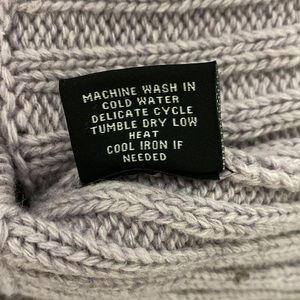 MACHINE WASH IN
COLD WATER
DELICATE CYCLE
TUMBLE DRY LOW
HEAT
COOL IRON IF
NEEDED